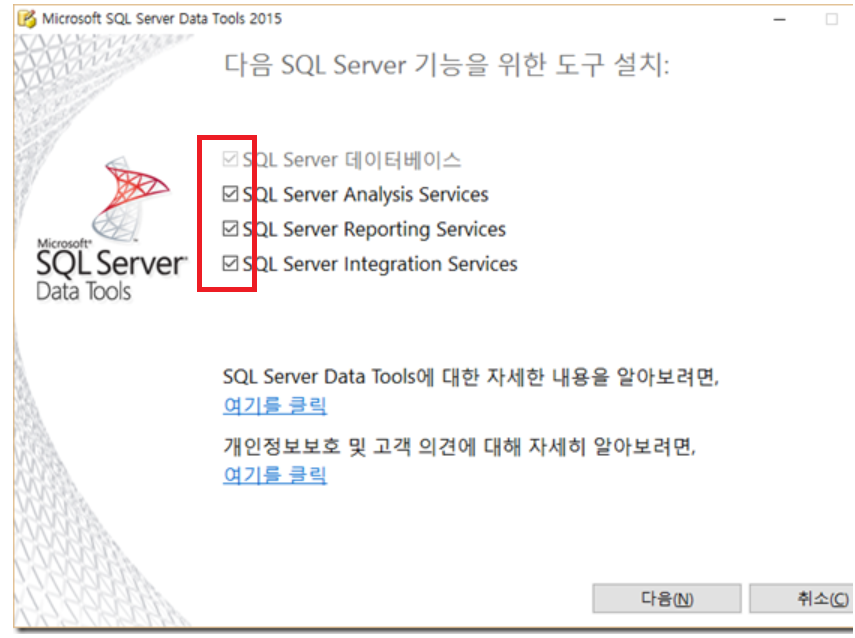 Microsoft SQL Server Data Tools 2015
다음 SQL Server 기능을 위한 도구 설치:
SQL Server 데이터베이스
SQL Server Analysis Services
SQL Server Reporting Services
SQL Server Integration Services
Microsoft®
SQL Server
Data Tools
SQL Server Data Tools에 대한 자세한 내용을 알아보려면,
여기를 클릭
개인정보보호 및 고객 의견에 대해 자세히 알아보려면,
여기를 클릭
다음(N)
취소(C)